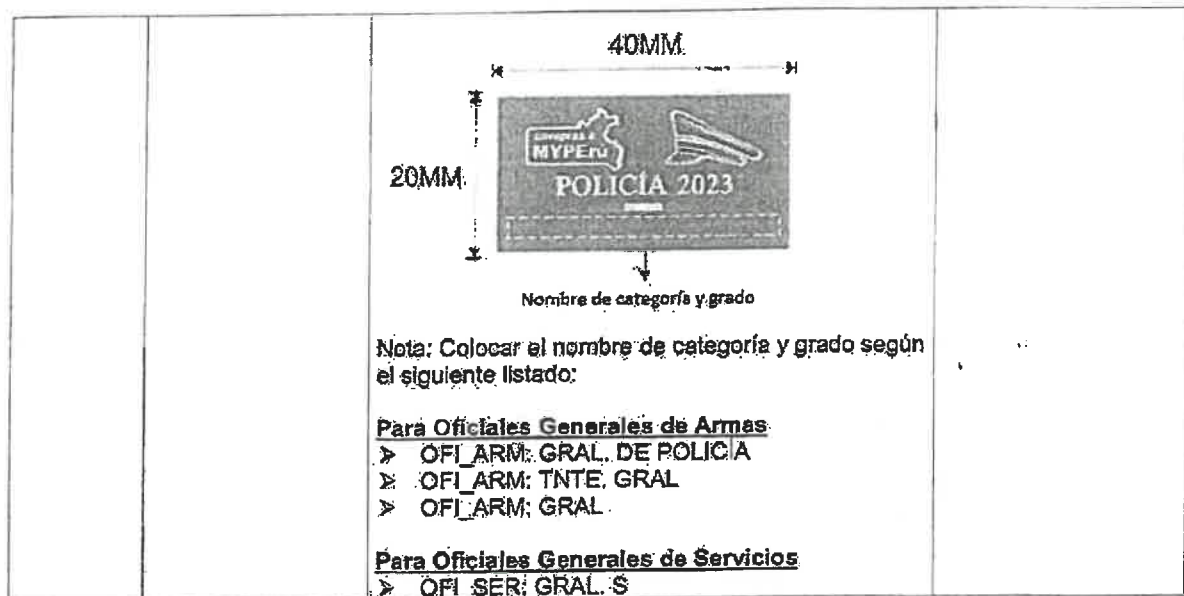 40MM
20MM
compras a
MYPErú
POLICÍA 2023
Nombre de categoría y grado
Nota: Colocar el nombre de categoría y grado según
el siguiente listado:
Para Oficiales Generales de Armas
➤ OFI_ARM: GRAL. DE POLICIA
➤ OFI_ARM: TNTE. GRAL
➤ OFI_ARM: GRAL
Para Oficiales Generales de Servicios
➤ OFI_SER: GRAL. S